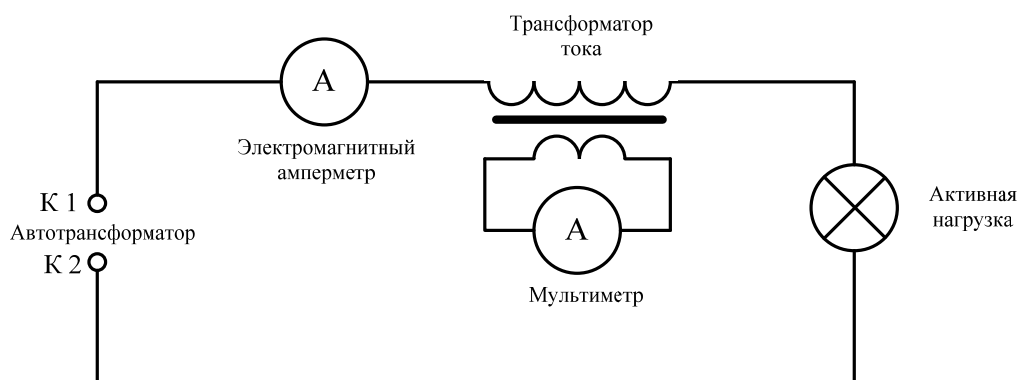 Трансформатор
тока
А
Электромагнитный
амперметр
К 1
Автотрансформатор
К 2
А
Мультиметр
Активная
нагрузка